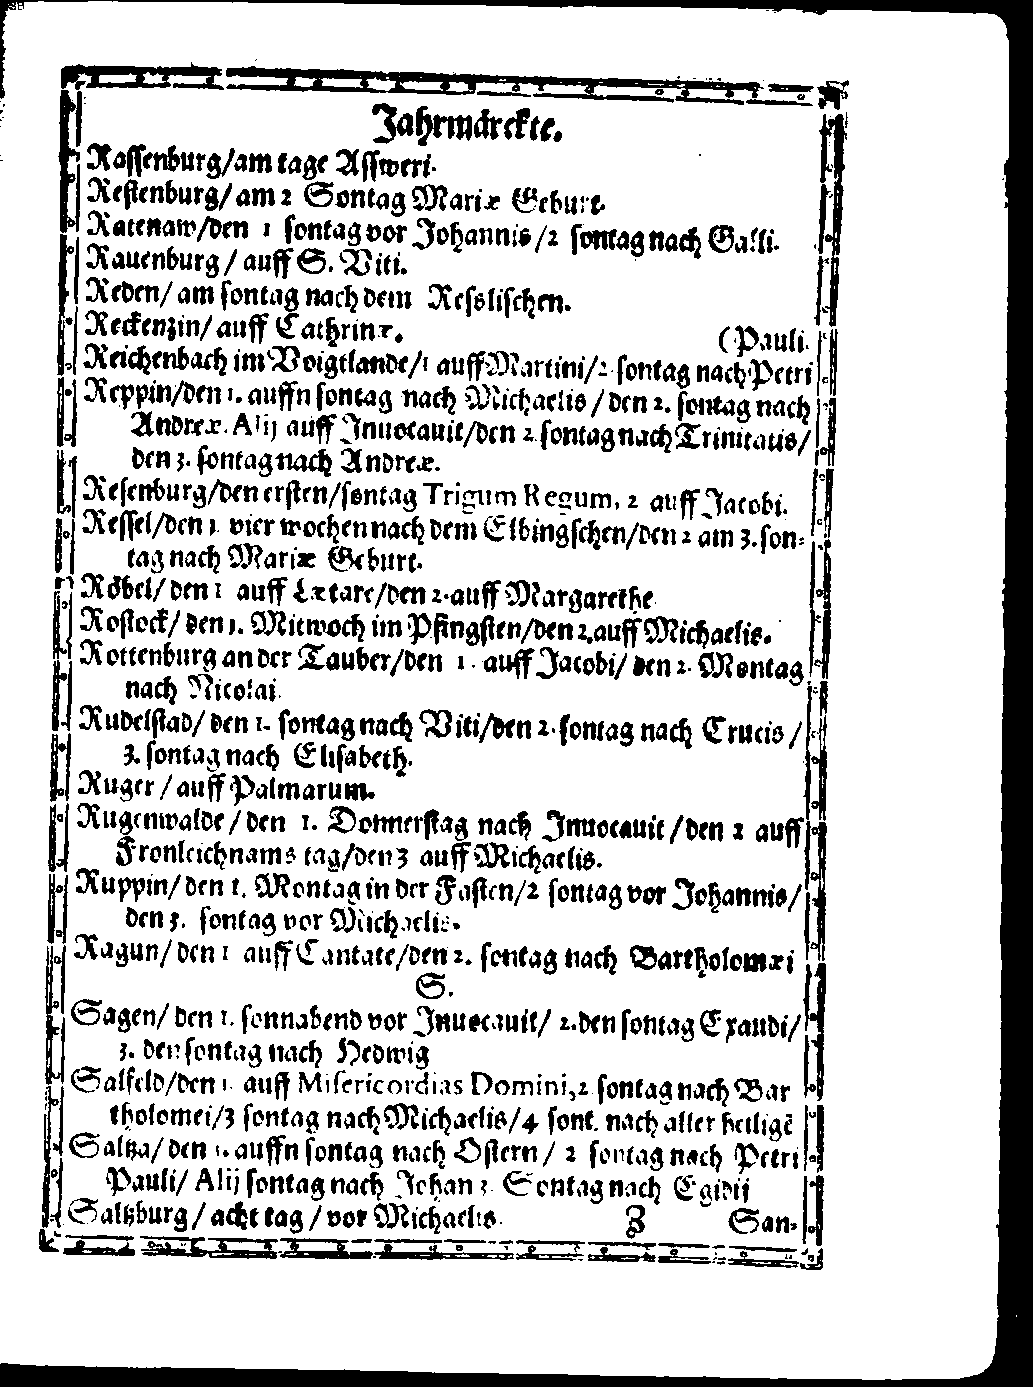 Jahrmärckte.
Rassenburg/am tage Assweri.
Restenburg/am 2 Sontag Mariæ Geburt.
Ratenaw/den 1 sontag vor Johannis/2 sontag nach Galli.
Rauenburg/auff S. Viti.
Reden/am sontag nach dem Resslischen.
Reckenzin/auff Cathrinæ. (Pauli.
Reichenbach im Voigtlande/1 auff Martini/2 sontag nach Petri
Reppin/den 1. auffn sontag nach Michaelis/den 2. sontag nach
Andreæ. Alij auff Inuocauit/den 2 sontag nach Trinitatis/
den 3. sontag nach Andreæ.
Resenburg/den ersten/sontag Trigum Regum, 2 auff Jacobi.
Ressel/den 1 vier wochen nach dem Elbingschen/den 2 am 3. son-
tag nach Mariæ Geburt.
Röbel/den 1 auff Lætare/den 2. auff Margarethe
Rostock/den 1. Mitwoch im Pfingsten/den 2. auff Michaelis.
Rottenburg an der Tauber/den 1. auff Jacobi/den 2. Montag
nach Nicolai
Rudelstad/den 1. sontag nach Viti/den 2. sontag nach Crucis/
3. sontag nach Elisabeth.
Ruger/auff Palmarum.
Rugenwalde/den 1. Donnerstag nach Inuocauit/den 2 auff
Fronleichnams tag/den 3 auff Michaelis.
Ruppin/den 1. Montag in der Fasten/2 sontag vor Johannis/
den 3. sontag vor Michaelis.
Ragun/den 1 auff Cantate/den 2. sontag nach Bartholomæi
S.
Sagen/den 1. sonnabend vor Inuocauit/2. den sontag Exaudi/
3. den sontag nach Hedwig
Salfeld/den 1 auff Misericordias Domini, 2 sontag nach Bar
tholomei/3 sontag nach Michaelis/4 sont. nach aller heiligē
Saltza/den 1. auffn sontag nach Ostern/2 sontag nach Petri
Pauli/Alij sontag nach Johan 3. Sontag nach Egidij
Saltzburg/acht tag/vor Michaelis. Z San-